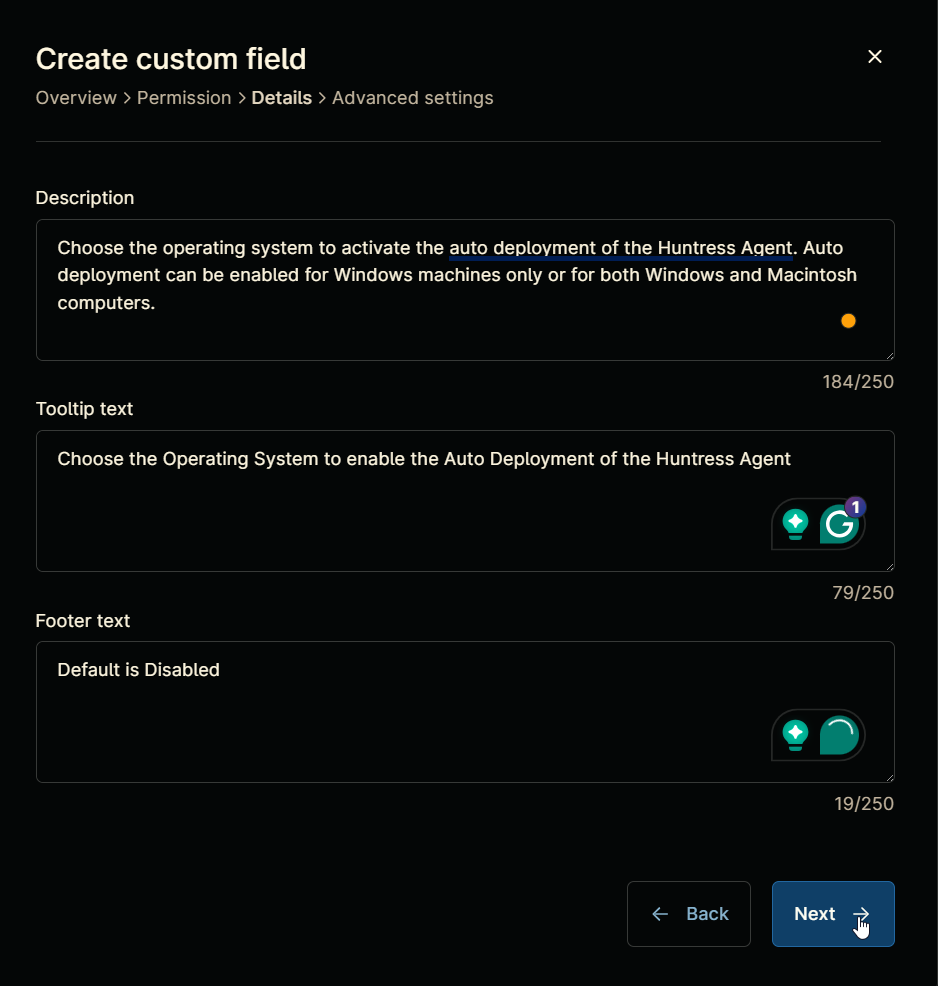 Create custom field
Overview > Permission > Details > Advanced settings
Description
Choose the operating system to activate the auto deployment of the Huntress Agent. Auto
deployment can be enabled for Windows machines only or for both Windows and Macintosh
computers.
184/250
Tooltip text
Choose the Operating System to enable the Auto Deployment of the Huntress Agent
1
79/250
Footer text
Default is Disabled
19/250
Back
Next